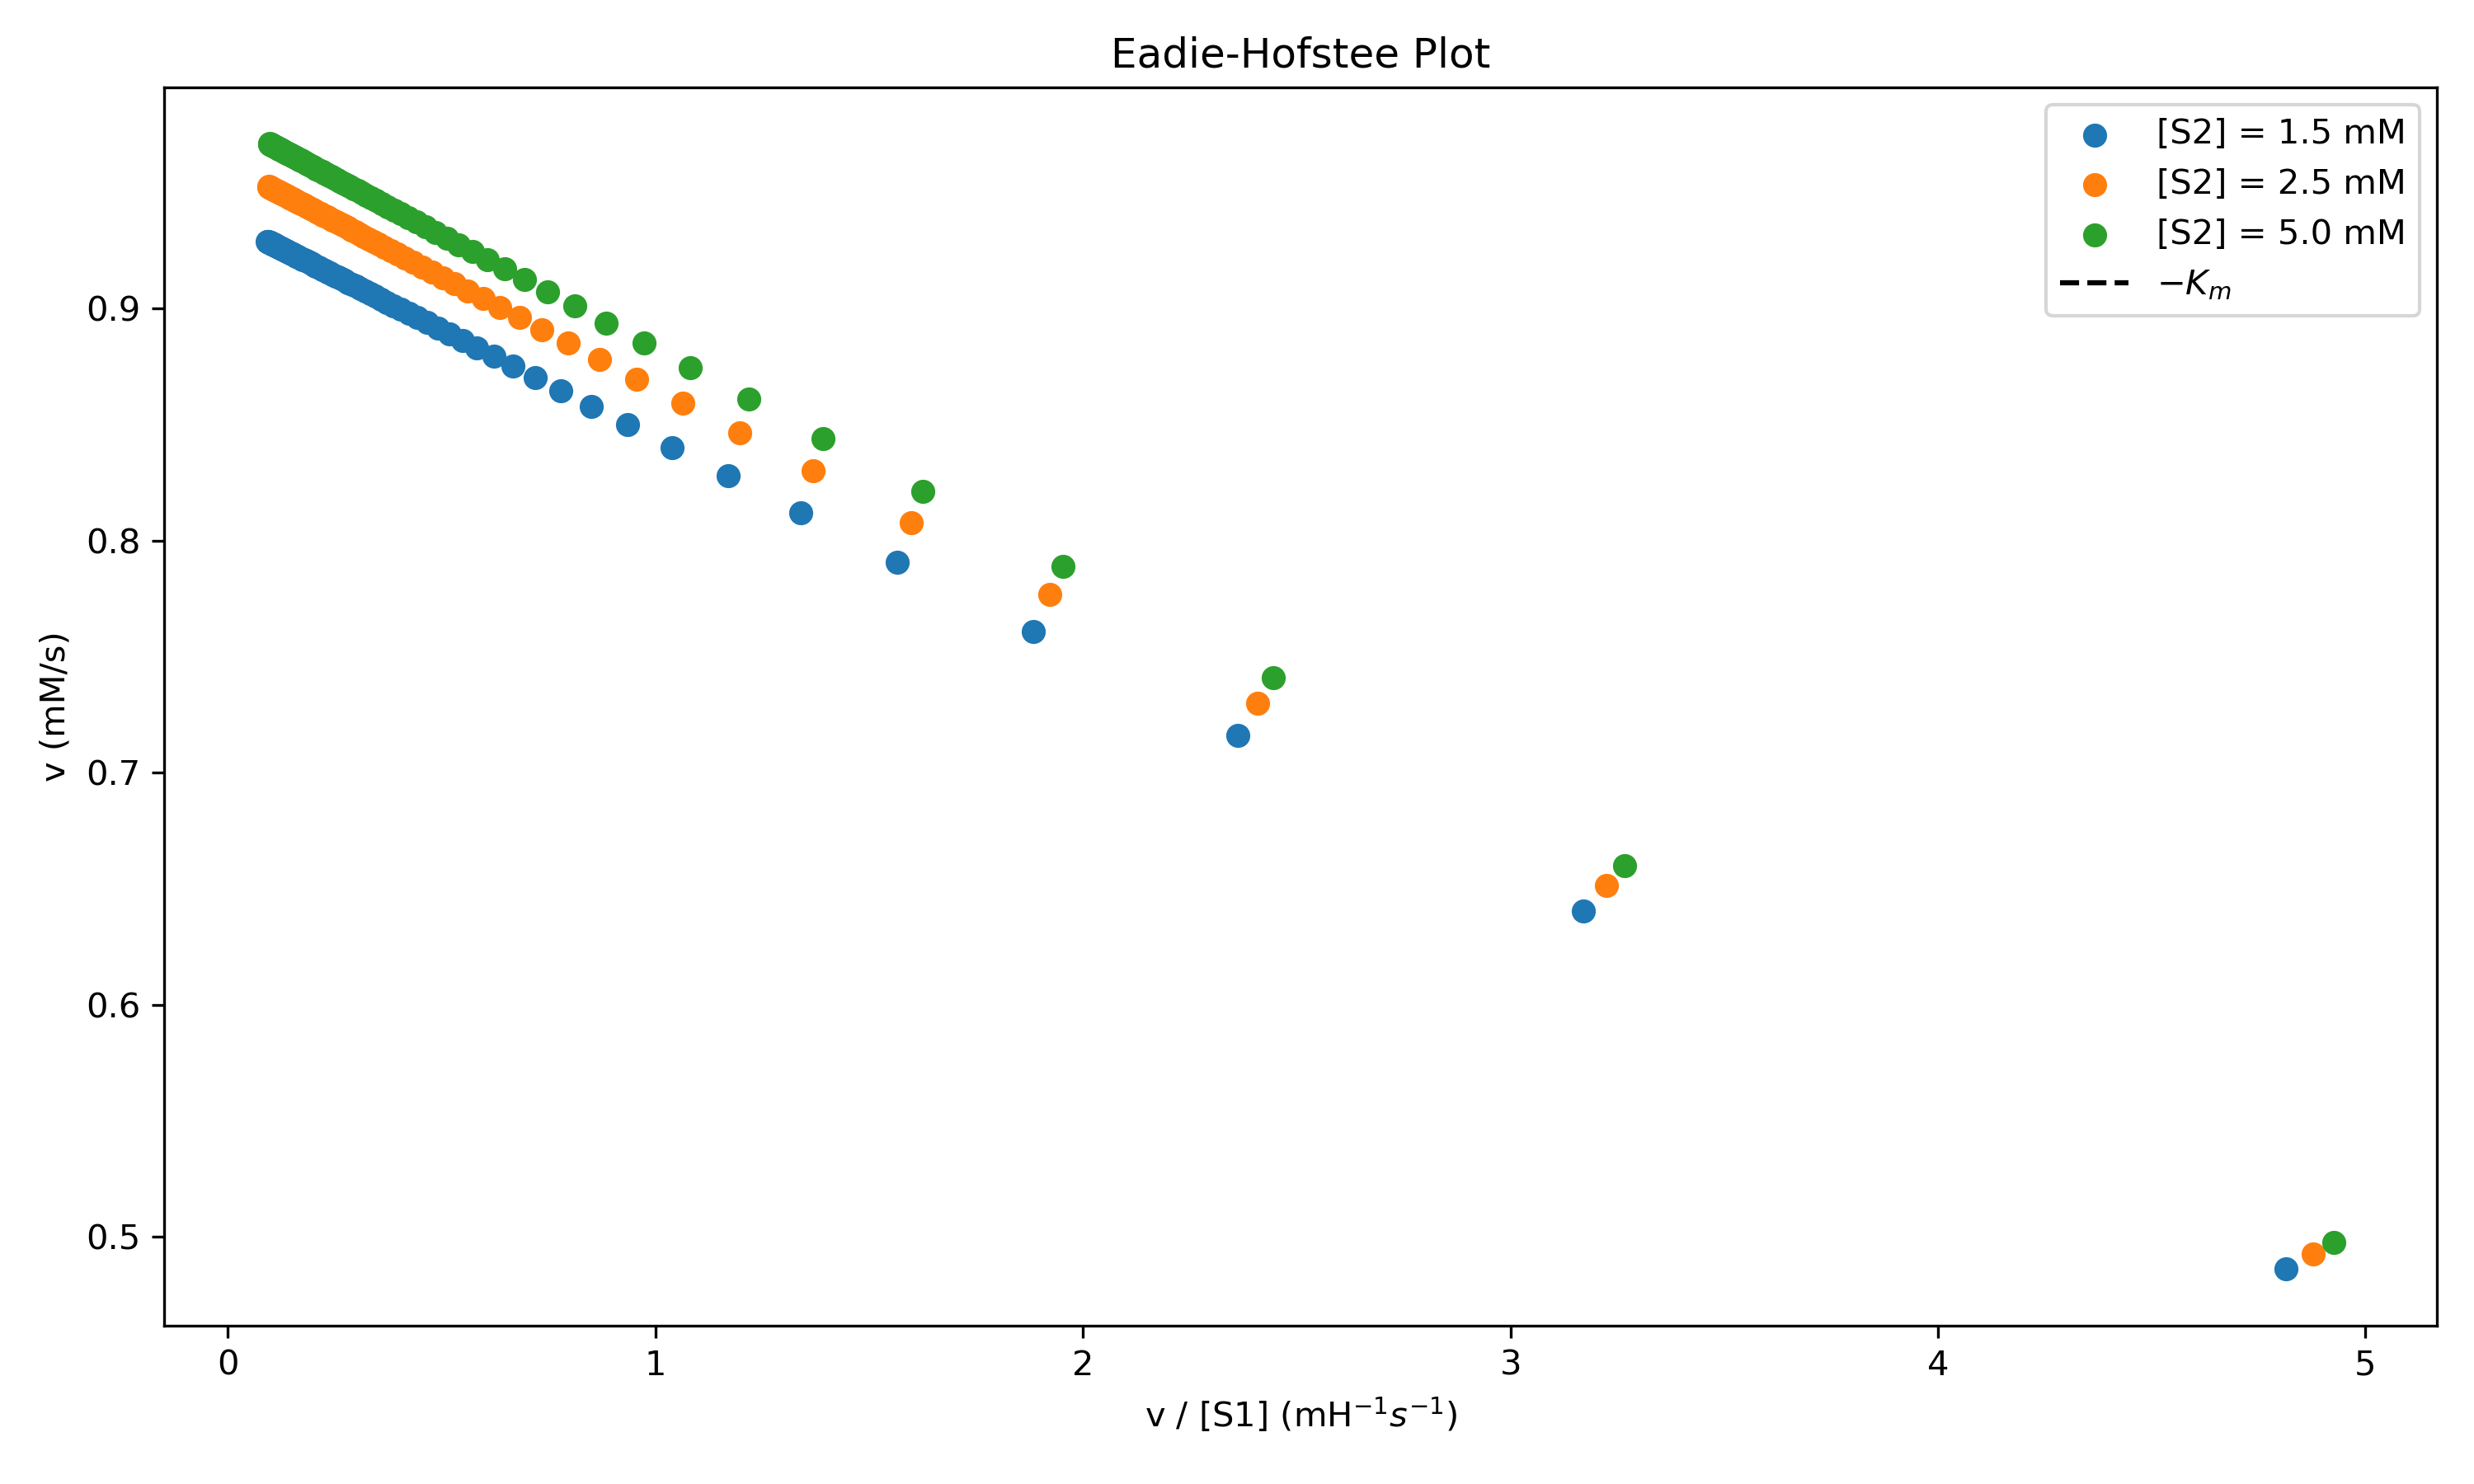 Eadie-Hofstee Plot
[S2] = 1.5 mM
[S2] = 2.5 mM
[S2] = 5.0 mM
−Kₘ
0.9
0.8
0.7
0.6
0.5
v (mM/s)
0 1 2 3 4 5
v / [S1] (mH⁻¹s⁻¹)